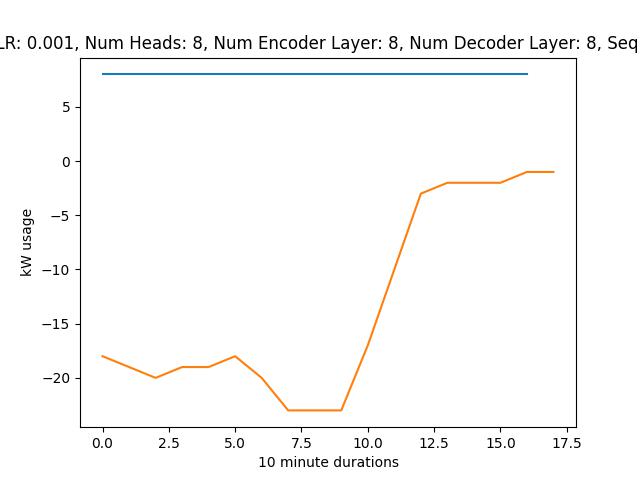 LR: 0.001, Num Heads: 8, Num Encoder Layer: 8, Num Decoder Layer: 8, Seq
5
0
−5
−10
−15
−20
kW usage
0.0 2.5 5.0 7.5 10.0 12.5 15.0 17.5
10 minute durations